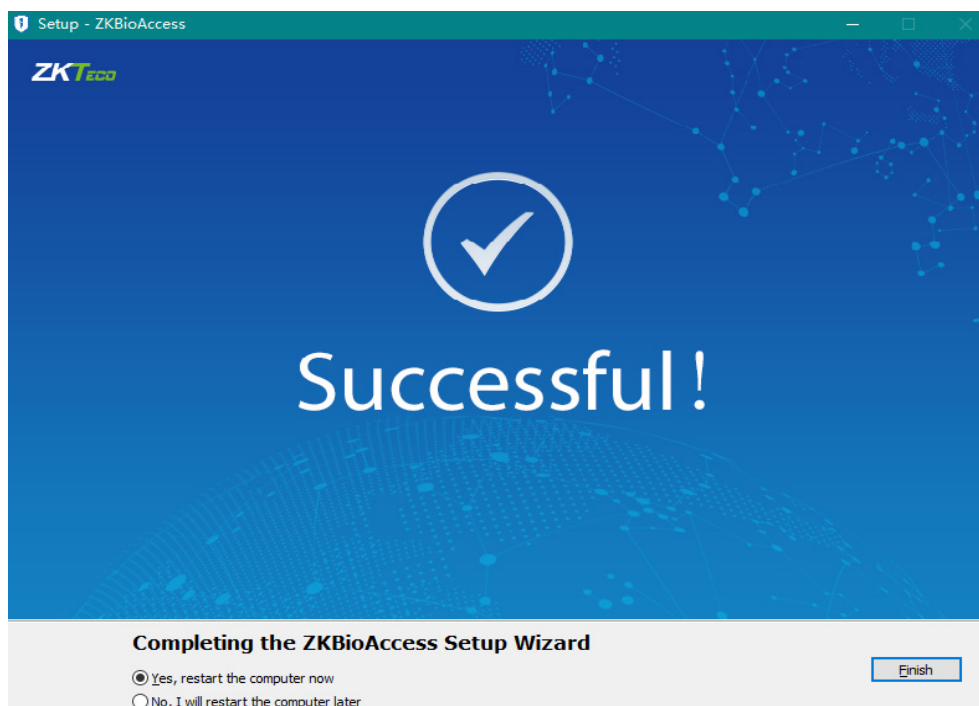 Setup - ZKBioAccess
ZKTeco
Successful!
Completing the ZKBioAccess Setup Wizard
Yes, restart the computer now
Finish
No, I will restart the computer later